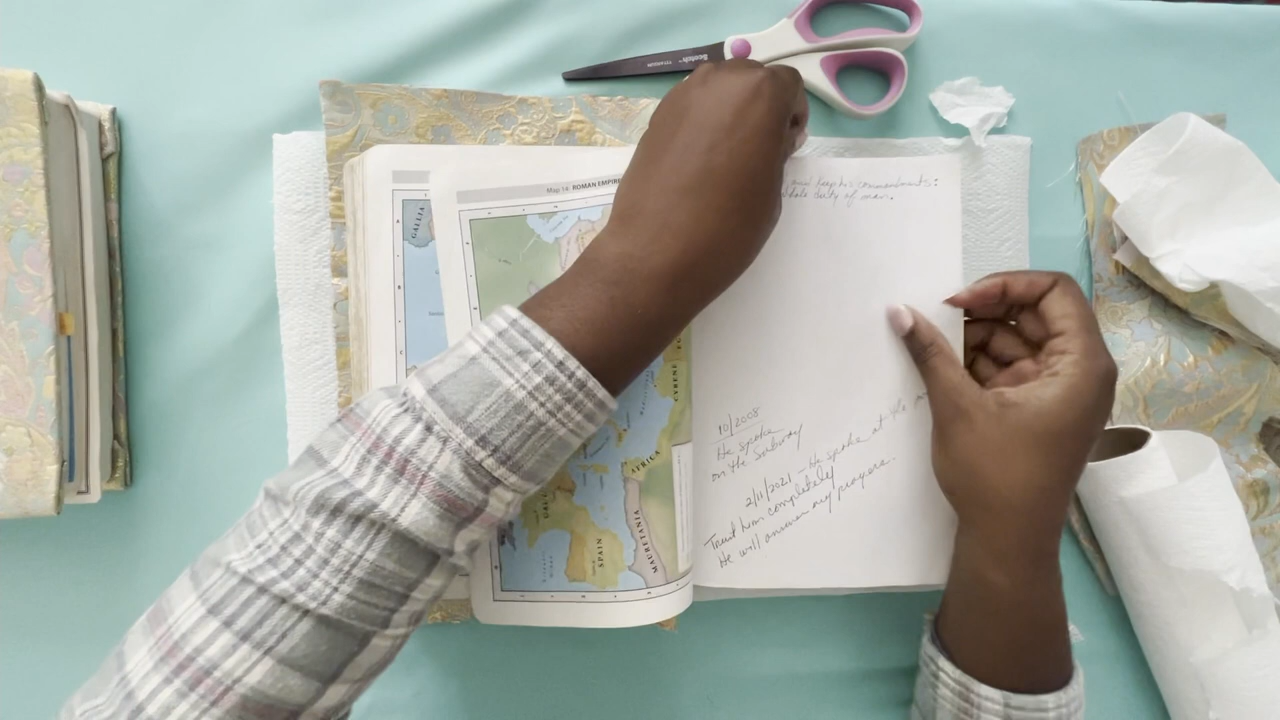 Scotch™
TITANIUM
Map 14: ROMAN EMPIRE
GALLIA
and keep his commandments:
whole duty of man.
10/2008
He spoke
on the subway
2/11/2021 - He spoke at the
Trust him completely
He will answer my prayers.
CYRENE
AFRICA
MAURETANIA
SPAIN